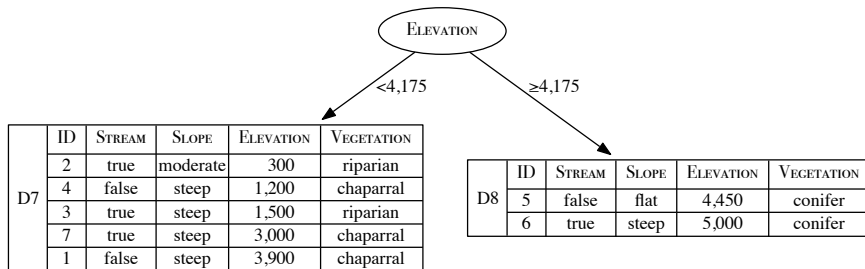 ELEVATION
<4,175
≥4,175
D7
ID STREAM SLOPE ELEVATION VEGETATION
2 true moderate 300 riparian
4 false steep 1,200 chaparral
3 true steep 1,500 riparian
7 true steep 3,000 chaparral
1 false steep 3,900 chaparral
D8
ID STREAM SLOPE ELEVATION VEGETATION
5 false flat 4,450 conifer
6 true steep 5,000 conifer